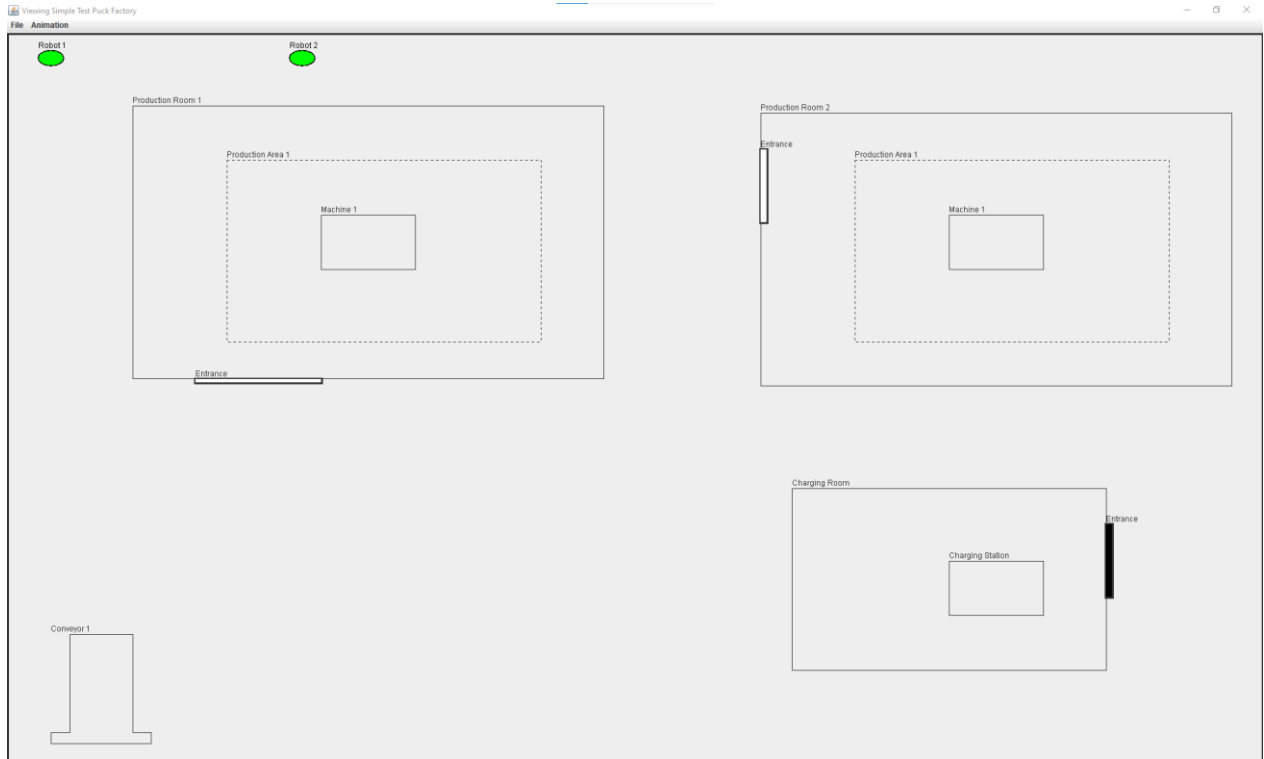 Viewing Simple Test Puck Factory
File Animation
Robot 1
Robot 2
Production Room 1
Production Area 1
Machine 1
Entrance
Production Room 2
Entrance
Production Area 1
Machine 1
Charging Room
Entrance
Charging Station
Conveyor 1